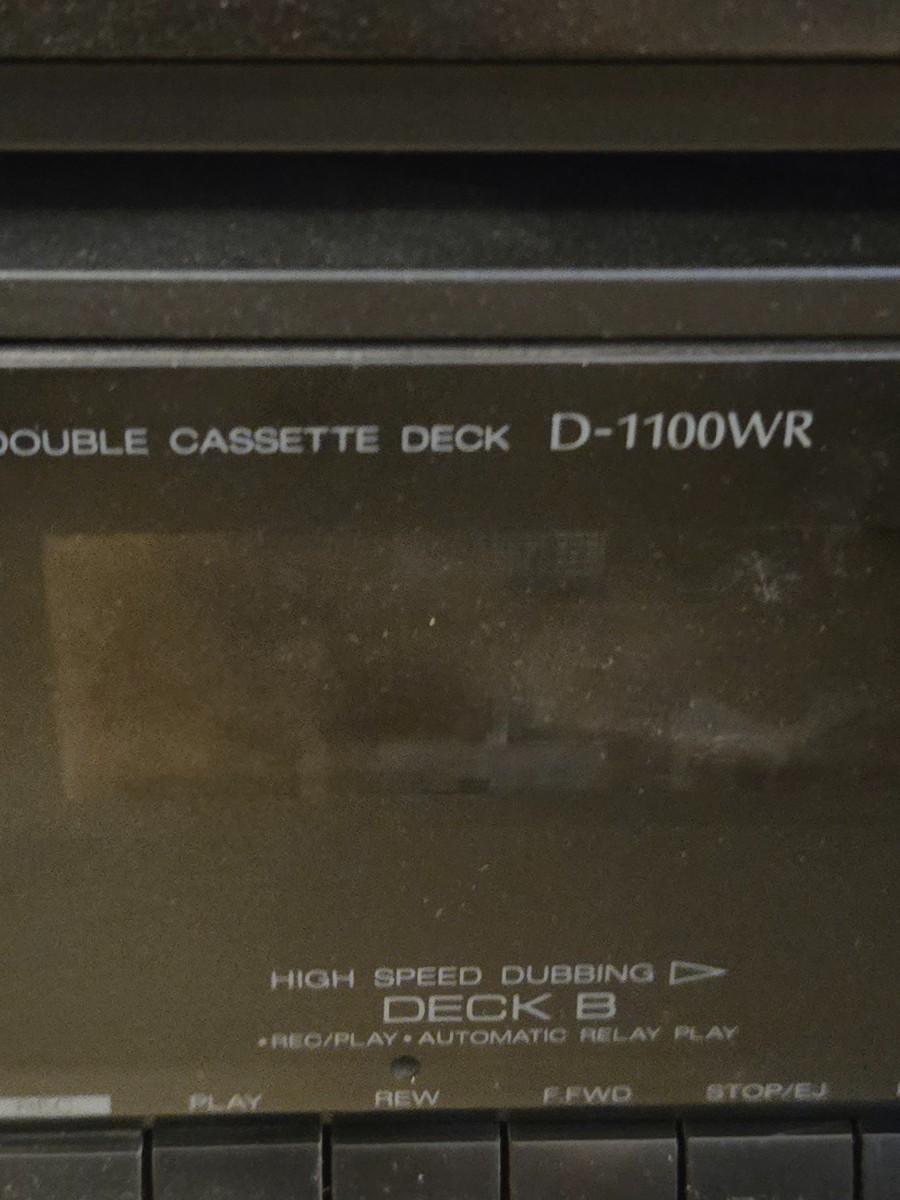 DOUBLE CASSETTE DECK D-1100WR
HIGH SPEED DUBBING
DECK B
•REC/PLAY•AUTOMATIC RELAY PLAY
PLAY REW F.FWD STOP/EJ